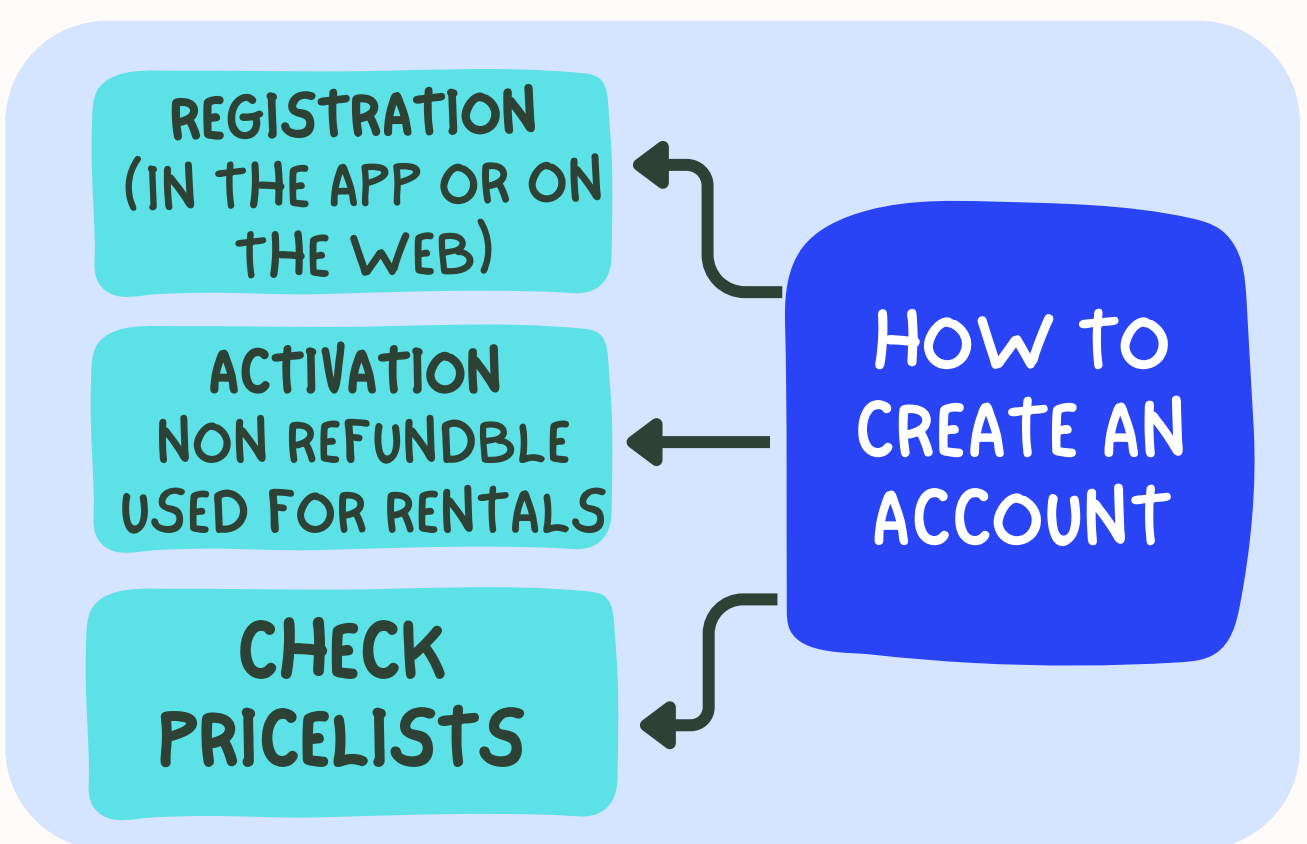 REGISTRATION
(IN THE APP OR ON
THE WEB)
ACTIVATION
NON REFUNDBLE
USED FOR RENTALS
CHECK
PRICELISTS
HOW TO
CREATE AN
ACCOUNT